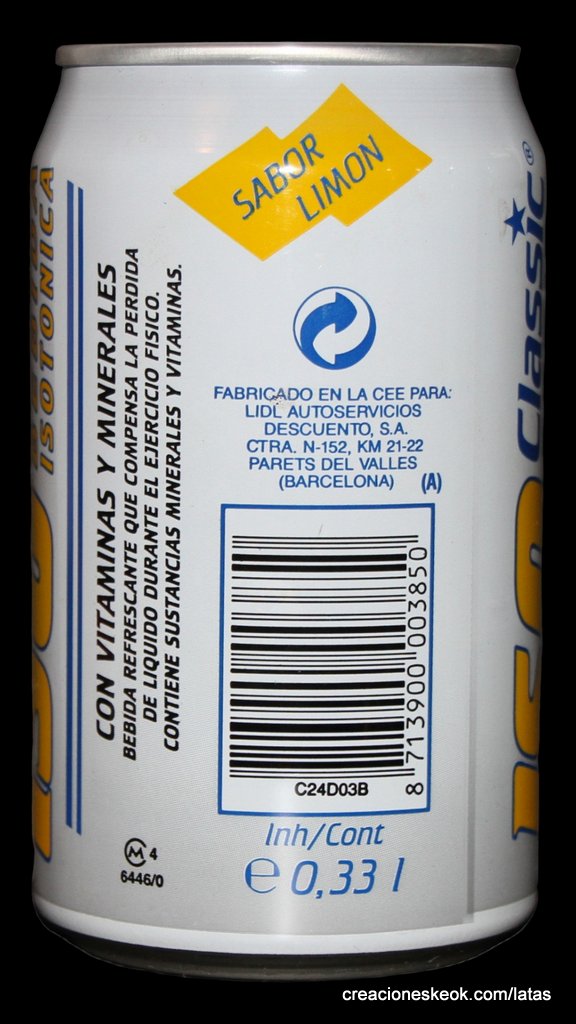 SABOR
LIMON
ISOTONICA
Classic®
CON VITAMINAS Y MINERALES
BEBIDA REFRESCANTE QUE COMPENSA LA PERDIDA
DE LIQUIDO DURANTE EL EJERCICIO FISICO.
CONTIENE SUSTANCIAS MINERALES Y VITAMINAS.
FABRICADO EN LA CEE PARA:
LIDL AUTOSERVICIOS
DESCUENTO, S.A.
CTRA. N-152, KM 21-22
PARETS DEL VALLES
(BARCELONA) (A)
8 713900 003850
C24D03B
Inh/Cont
e 0,33 l
M 4
6446/0
creacioneskeok.com/latas